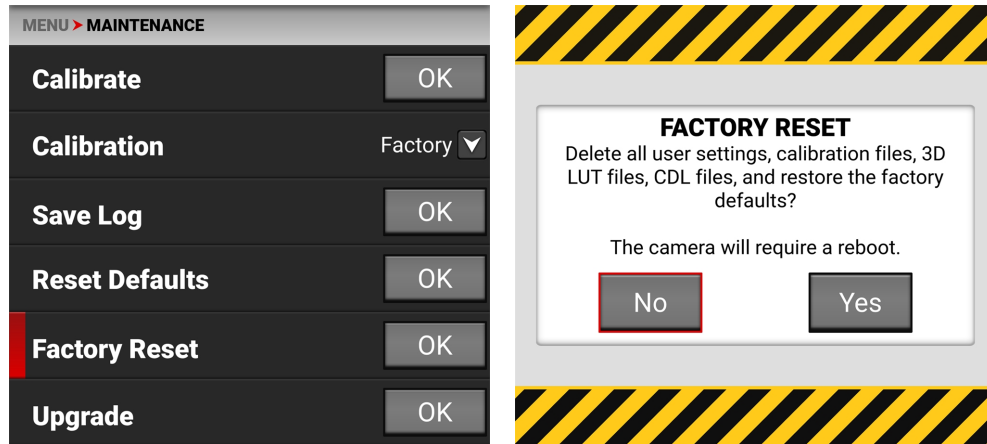 MENU > MAINTENANCE
Calibrate OK
Calibration Factory
Save Log OK
Reset Defaults OK
Factory Reset OK
Upgrade OK
FACTORY RESET
Delete all user settings, calibration files, 3D
LUT files, CDL files, and restore the factory
defaults?
The camera will require a reboot.
No Yes